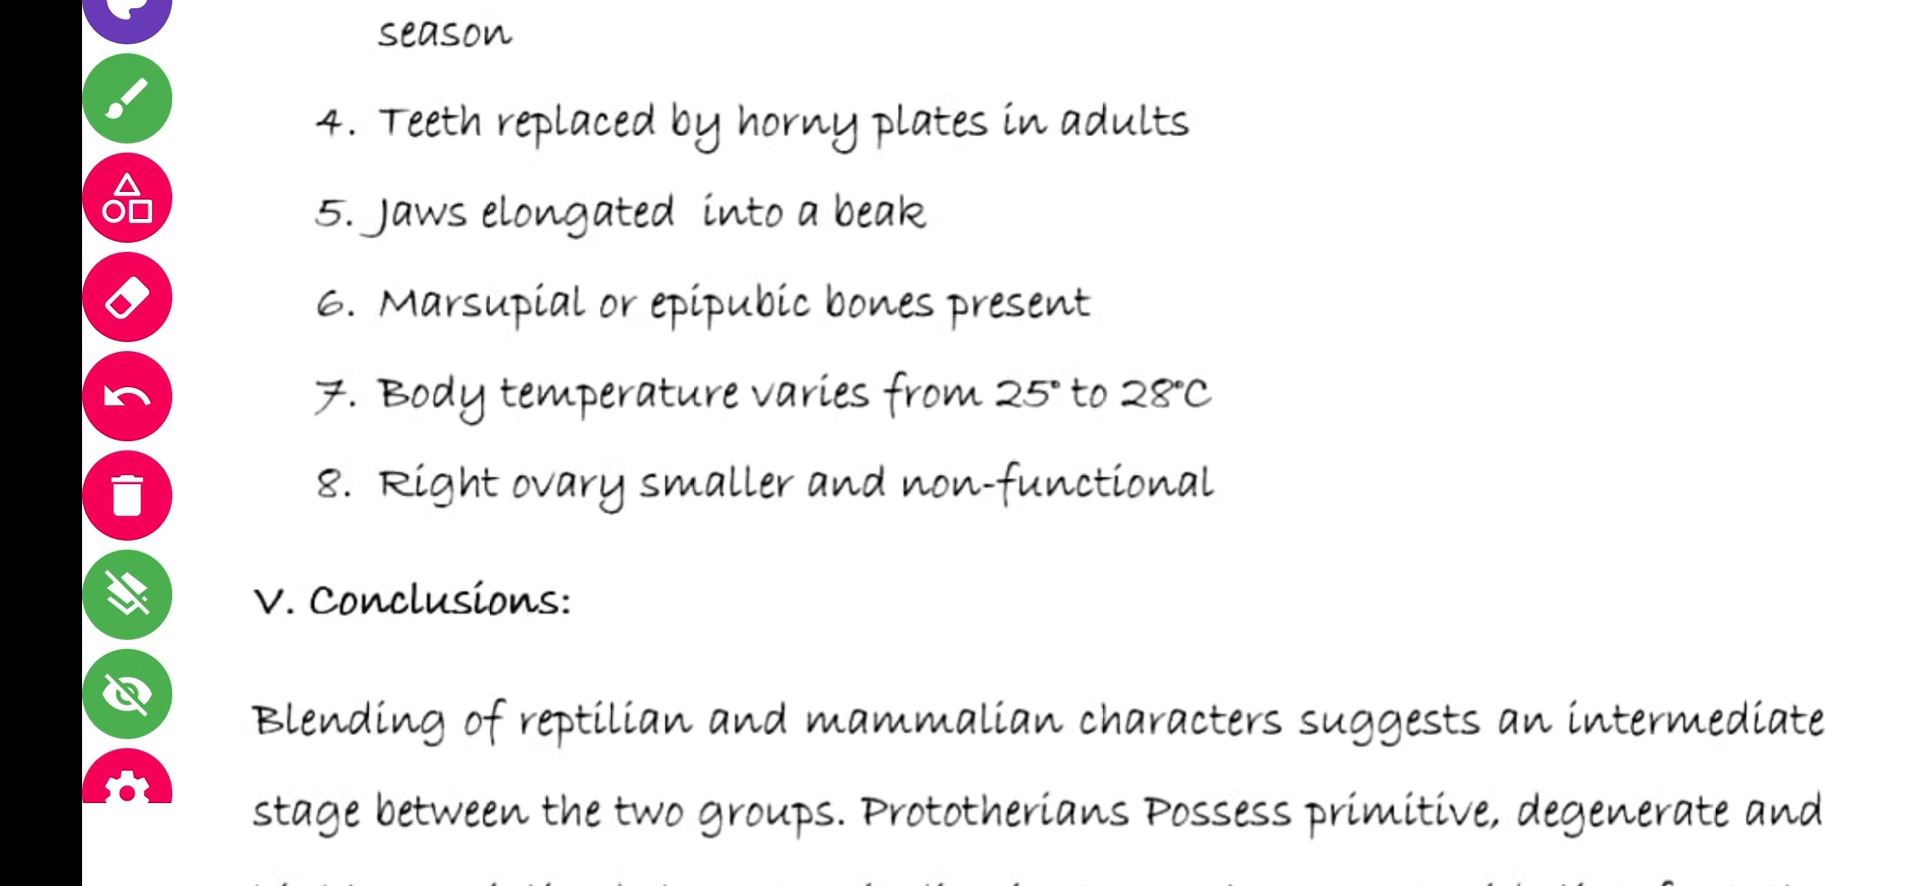 season
4. Teeth replaced by horny plates in adults
5. Jaws elongated into a beak
6. Marsupial or epipubic bones present
7. Body temperature varies from 25° to 28°C
8. Right ovary smaller and non-functional
V. Conclusions:
Blending of reptilian and mammalian characters suggests an intermediate
stage between the two groups. Prototherians Possess primitive, degenerate and